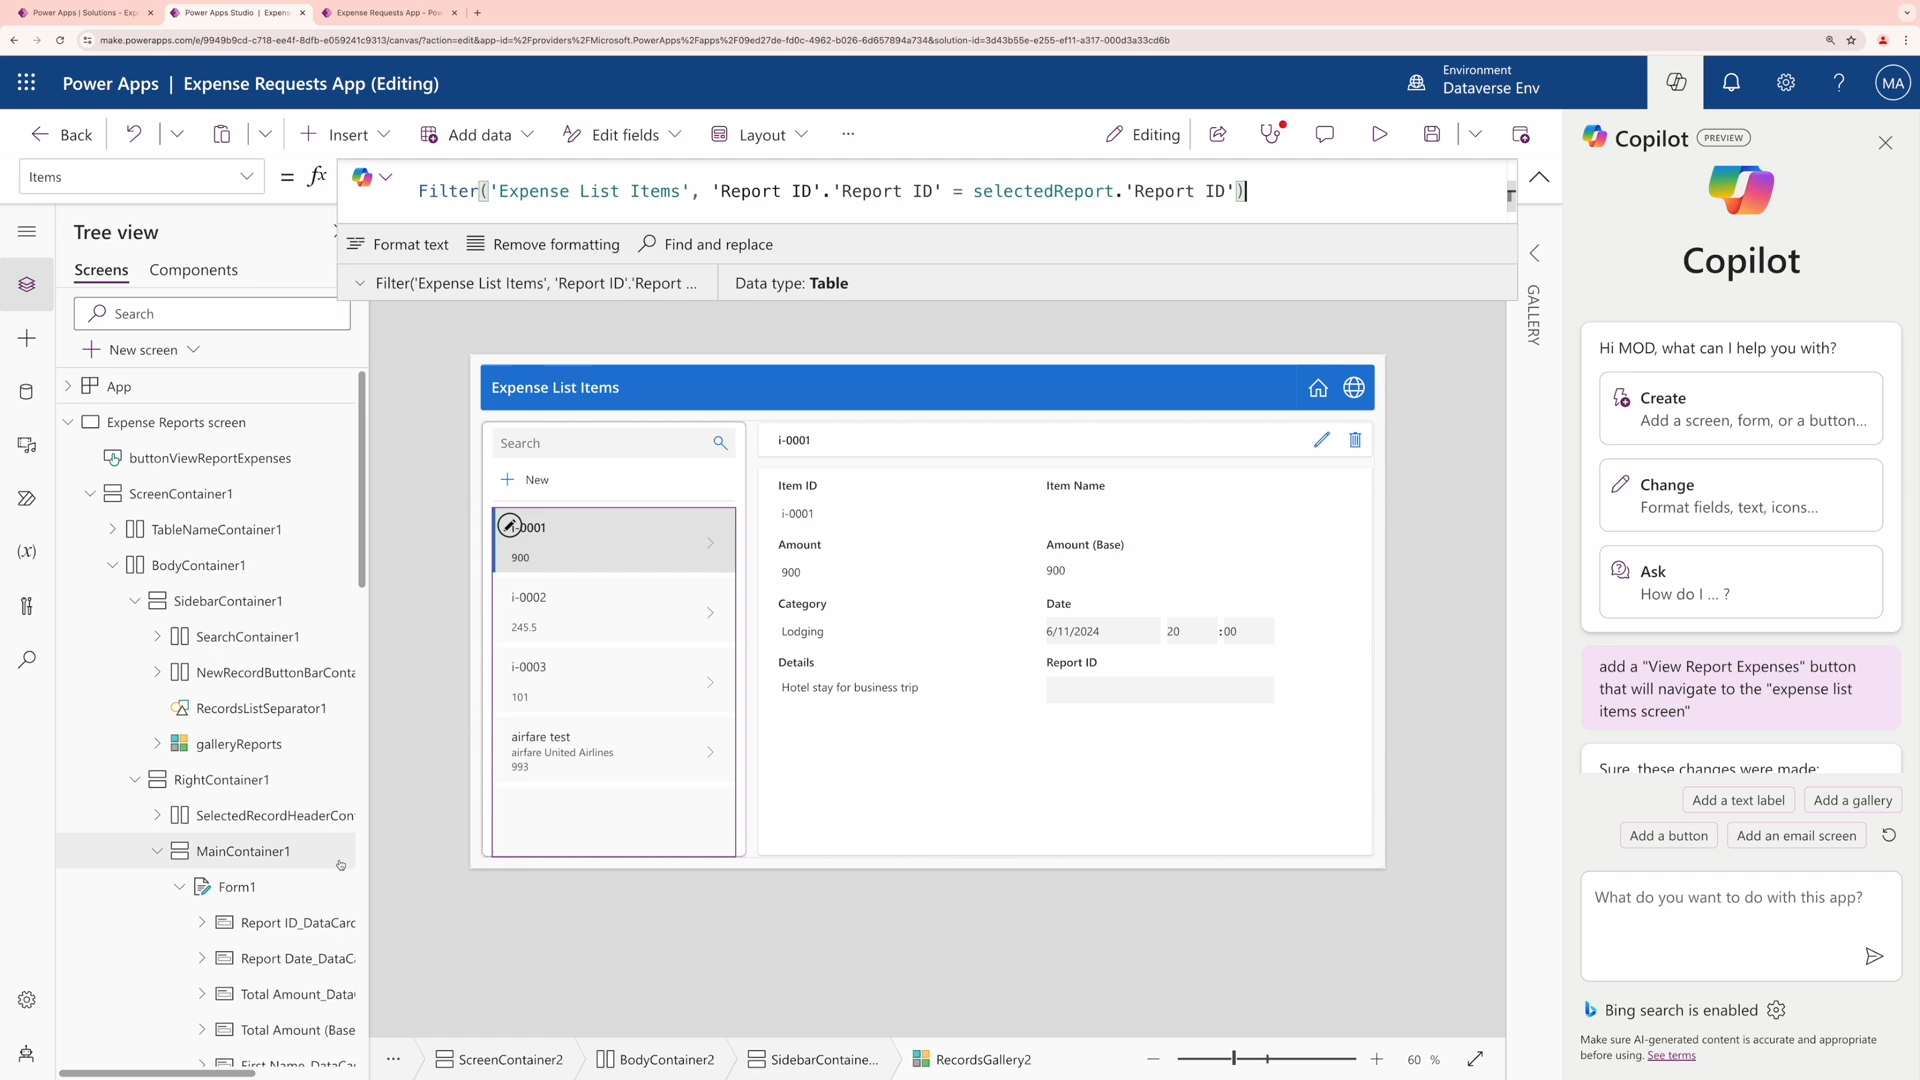 Power Apps | Solutions - Exp
Power Apps Studio | Expens
Expense Requests App - Pow
make.powerapps.com/e/9949b9cd-c718-ee4f-8dfb-e059241c9313/canvas/?action=edit&app-id=%2Fproviders%2FMicrosoft.PowerApps%2Fapps%2F09ed27de-fd0c-4962-b026-6d657894a734&solution-id=3d43b55e-e255-ef11-a317-000d3a33cd6b
Power Apps | Expense Requests App (Editing)
Environment
Dataverse Env
MA
Back
Insert
Add data
Edit fields
Layout
...
Editing
Items
= fx
Filter('Expense List Items', 'Report ID'.'Report ID' = selectedReport.'Report ID')
Format text
Remove formatting
Find and replace
Filter('Expense List Items', 'Report ID'.'Report ...
Data type: Table
Tree view
Screens
Components
Search
New screen
App
Expense Reports screen
buttonViewReportExpenses
ScreenContainer1
TableNameContainer1
BodyContainer1
SidebarContainer1
SearchContainer1
NewRecordButtonBarConta
RecordsListSeparator1
galleryReports
RightContainer1
SelectedRecordHeaderCon
MainContainer1
Form1
Report ID_DataCard
Report Date_DataCa
Total Amount_Data
Total Amount (Base
First Name_DataCar
Expense List Items
Search
New
i-0001
900
i-0002
245.5
i-0003
101
airfare test
airfare United Airlines
993
i-0001
Item ID
i-0001
Item Name
Amount
900
Amount (Base)
900
Category
Lodging
Date
6/11/2024
20
:00
Details
Hotel stay for business trip
Report ID
...
ScreenContainer2
BodyContainer2
SidebarContaine...
RecordsGallery2
60 %
GALLERY
Copilot
PREVIEW
Copilot
Hi MOD, what can I help you with?
Create
Add a screen, form, or a button...
Change
Format fields, text, icons...
Ask
How do I ... ?
add a "View Report Expenses" button
that will navigate to the "expense list
items screen"
Sure, these changes were made:
Add a text label
Add a gallery
Add a button
Add an email screen
What do you want to do with this app?
Bing search is enabled
Make sure AI-generated content is accurate and appropriate
before using. See terms